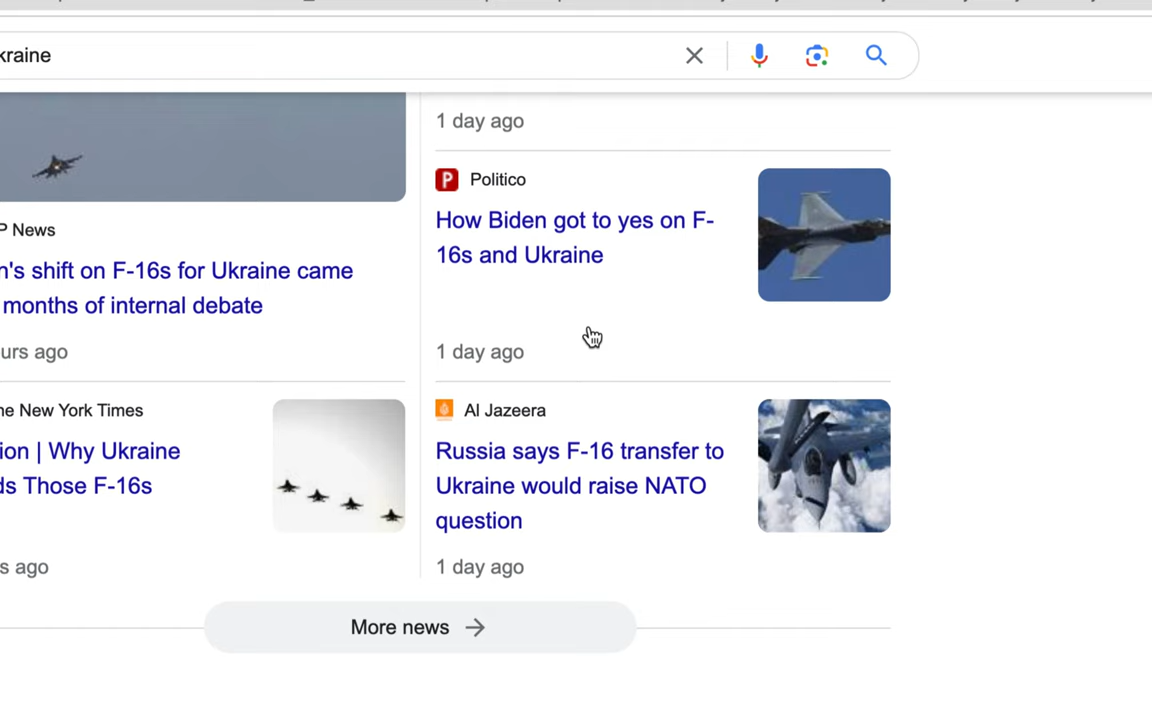 kraine
P News
n's shift on F-16s for Ukraine came
months of internal debate
urs ago
he New York Times
ion | Why Ukraine
ds Those F-16s
s ago
1 day ago
P Politico
How Biden got to yes on F-
16s and Ukraine
1 day ago
Al Jazeera
Russia says F-16 transfer to
Ukraine would raise NATO
question
1 day ago
More news